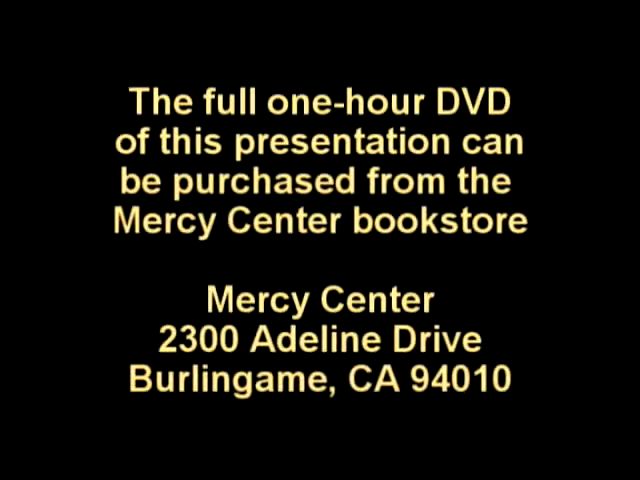 The full one-hour DVD
of this presentation can
be purchased from the
Mercy Center bookstore
Mercy Center
2300 Adeline Drive
Burlingame, CA 94010